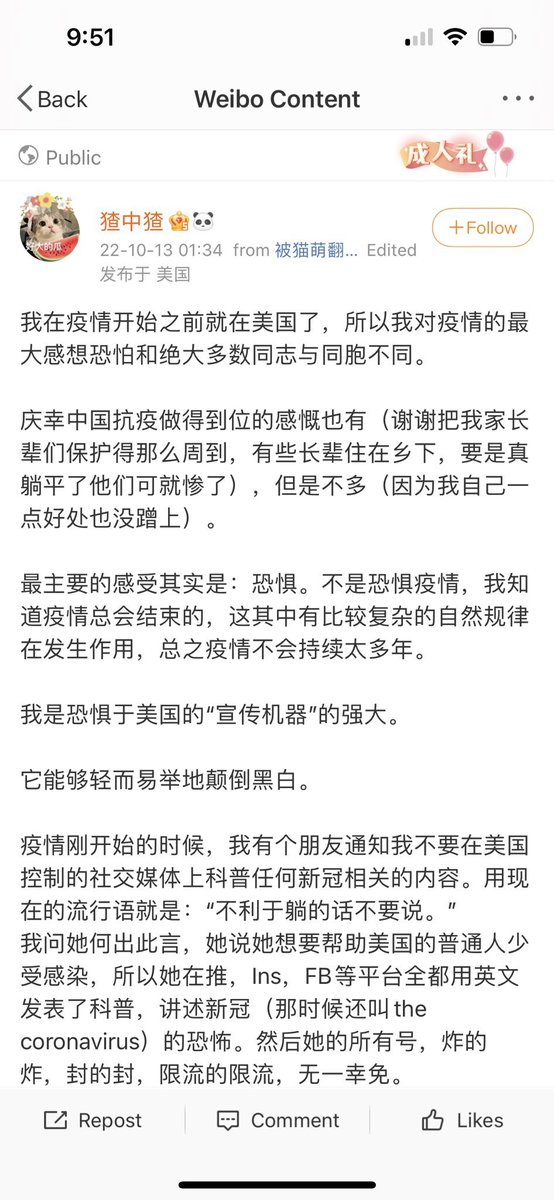 9:51
Back
Weibo Content
Public
成人礼
猹中猹
+Follow
22-10-13 01:34 from 被猫萌翻... Edited
发布于 美国
好大的瓜
我在疫情开始之前就在美国了，所以我对疫情的最
大感想恐怕和绝大多数同志与同胞不同。
庆幸中国抗疫做得到位的感慨也有（谢谢把我家长
辈们保护得那么周到，有些长辈住在乡下，要是真
躺平了他们可就惨了），但是不多（因为我自己一
点好处也没蹭上）。
最主要的感受其实是：恐惧。不是恐惧疫情，我知
道疫情总会结束的，这其中有比较复杂的自然规律
在发生作用，总之疫情不会持续太多年。
我是恐惧于美国的“宣传机器”的强大。
它能够轻而易举地颠倒黑白。
疫情刚开始的时候，我有个朋友通知我不要在美国
控制的社交媒体上科普任何新冠相关的内容。用现
在的流行语就是：“不利于躺的话不要说。”
我问她何出此言，她说她想要帮助美国的普通人少
受感染，所以她在推，Ins，FB等平台全都用英文
发表了科普，讲述新冠（那时候还叫the
coronavirus）的恐怖。然后她的所有号，炸的
炸，封的封，限流的限流，无一幸免。
Repost
Comment
Likes